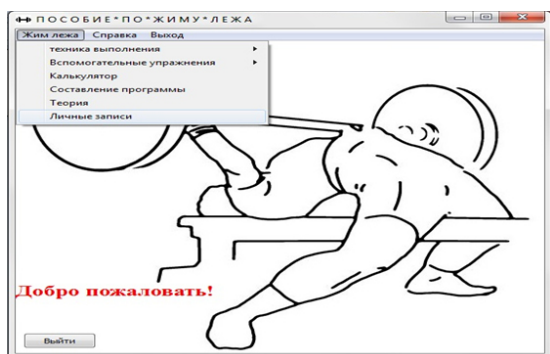 ПОСОБИЕ*ПО*ЖИМУ*ЛЕЖА
Жим лежа Справка Выход
техника выполнения
Вспомогательные упражнения
Калькулятор
Составление программы
Теория
Личные записи
Добро пожаловать!
Выйти